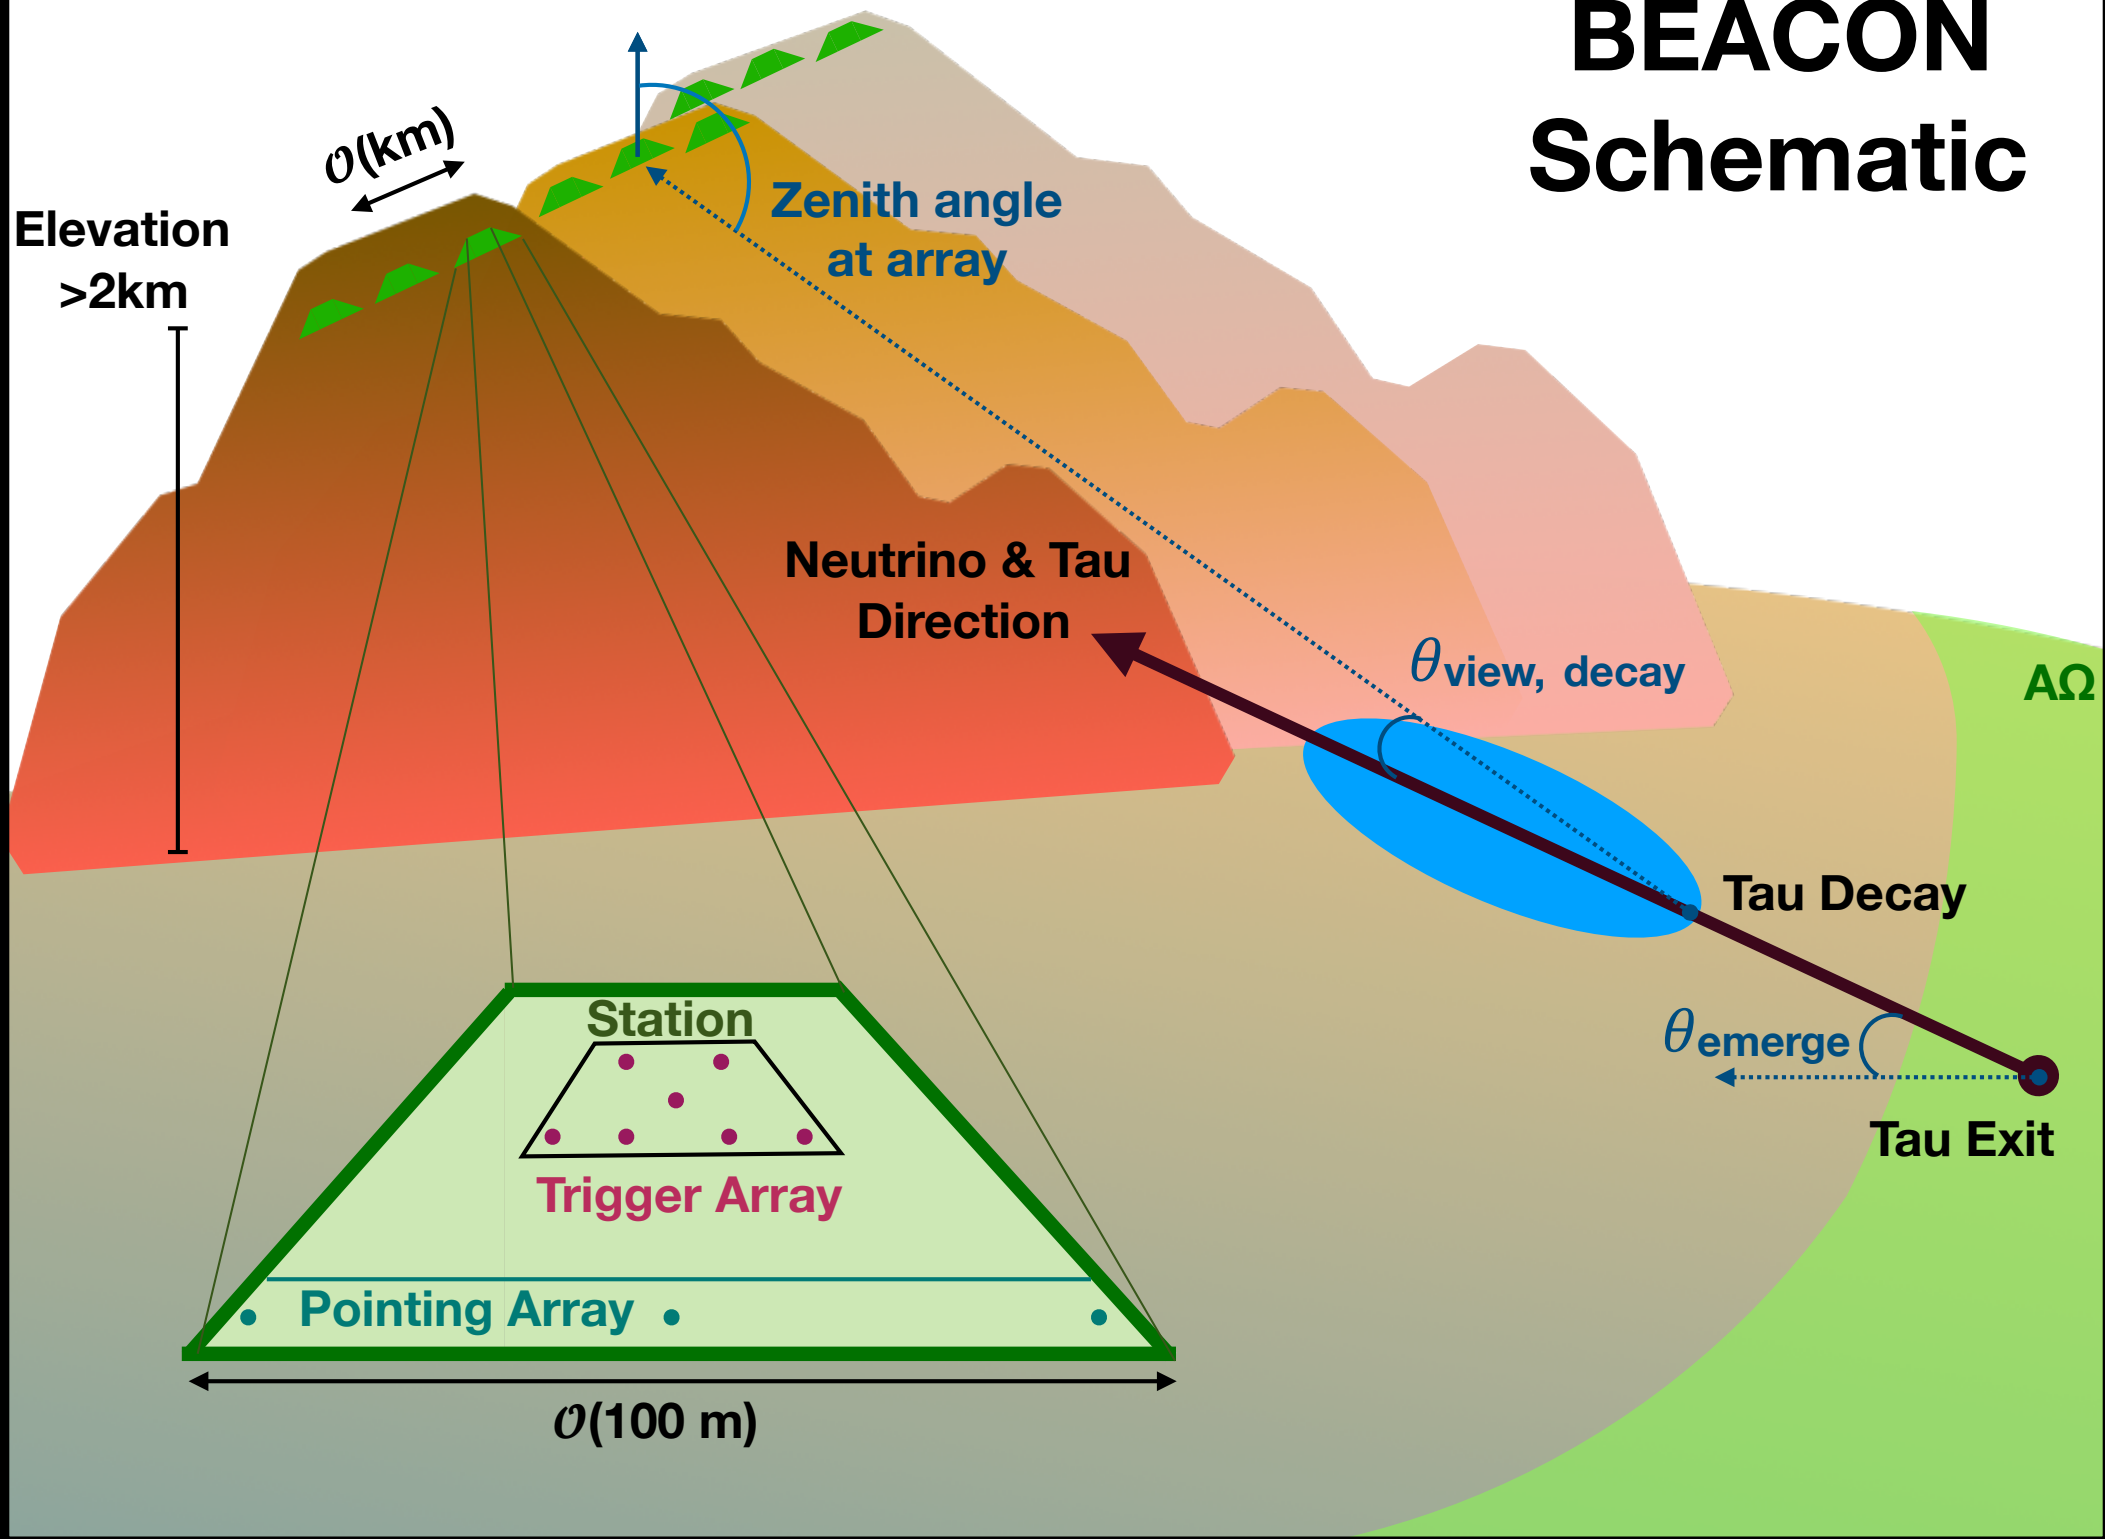 BEACON
Schematic
𝒪(km)
Elevation
>2km
Zenith angle
at array
Neutrino & Tau
Direction
θview, decay
AΩ
Tau Decay
θemerge
Tau Exit
Station
Trigger Array
Pointing Array
𝒪(100 m)